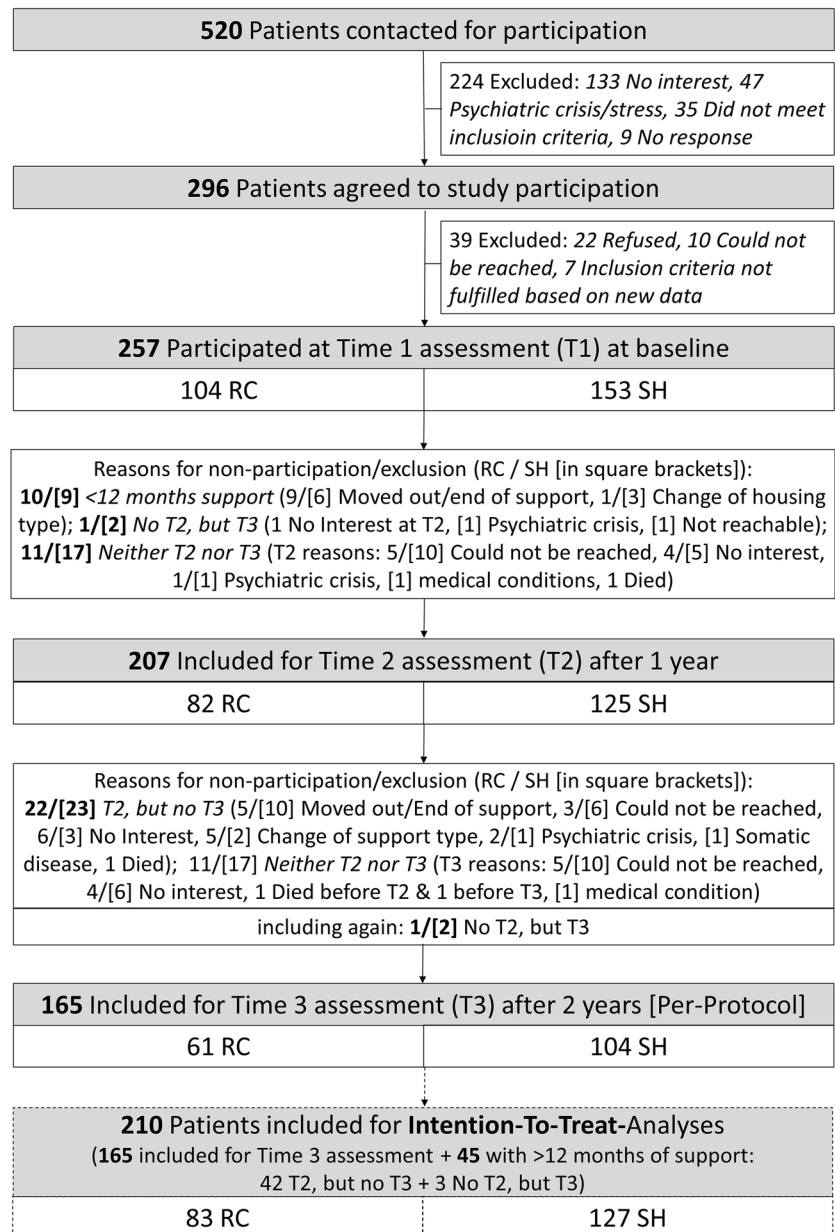 520 Patients contacted for participation
224 Excluded: 133 No interest, 47
Psychiatric crisis/stress, 35 Did not meet
inclusioin criteria, 9 No response
296 Patients agreed to study participation
39 Excluded: 22 Refused, 10 Could not
be reached, 7 Inclusion criteria not
fulfilled based on new data
257 Participated at Time 1 assessment (T1) at baseline
104 RC
153 SH
Reasons for non-participation/exclusion (RC / SH [in square brackets]):
10/[9] <12 months support (9/[6] Moved out/end of support, 1/[3] Change of housing
type); 1/[2] No T2, but T3 (1 No Interest at T2, [1] Psychiatric crisis, [1] Not reachable);
11/[17] Neither T2 nor T3 (T2 reasons: 5/[10] Could not be reached, 4/[5] No interest,
1/[1] Psychiatric crisis, [1] medical conditions, 1 Died)
207 Included for Time 2 assessment (T2) after 1 year
82 RC
125 SH
Reasons for non-participation/exclusion (RC / SH [in square brackets]):
22/[23] T2, but no T3 (5/[10] Moved out/End of support, 3/[6] Could not be reached,
6/[3] No Interest, 5/[2] Change of support type, 2/[1] Psychiatric crisis, [1] Somatic
disease, 1 Died); 11/[17] Neither T2 nor T3 (T3 reasons: 5/[10] Could not be reached,
4/[6] No interest, 1 Died before T2 & 1 before T3, [1] medical condition)
including again: 1/[2] No T2, but T3
165 Included for Time 3 assessment (T3) after 2 years [Per-Protocol]
61 RC
104 SH
210 Patients included for Intention-To-Treat-Analyses
(165 included for Time 3 assessment + 45 with >12 months of support:
42 T2, but no T3 + 3 No T2, but T3)
83 RC
127 SH